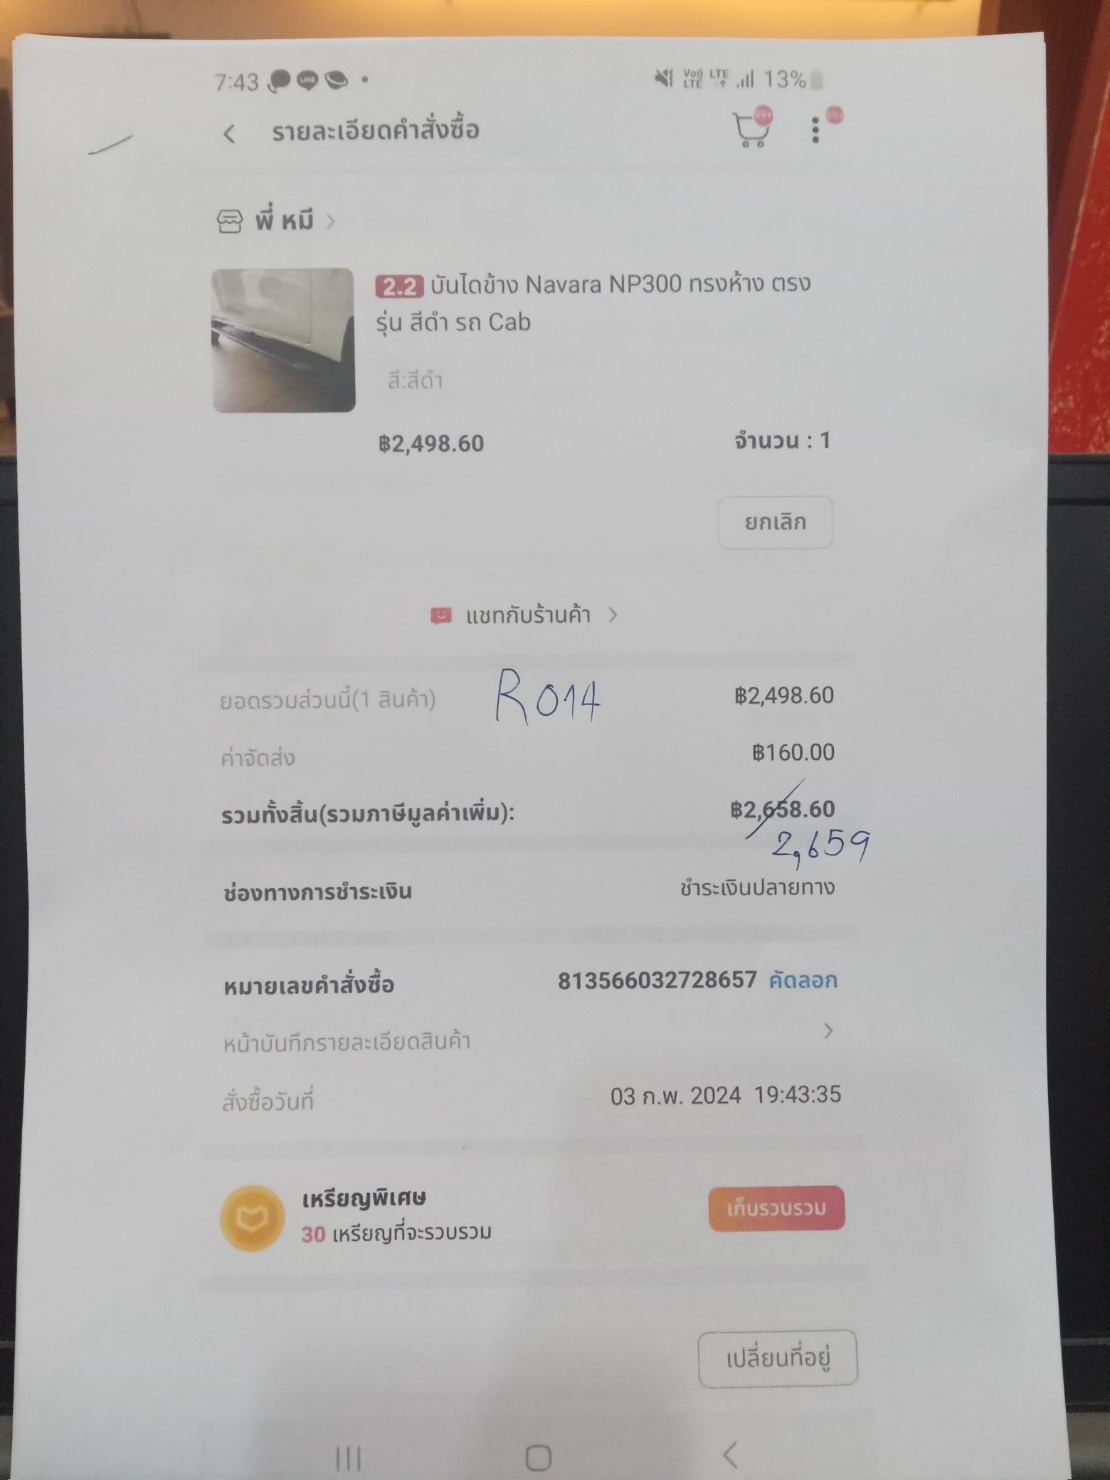 7:43 LINE • Vo)) LTE LTE 13%
รายละเอียดคำสั่งซื้อ 99+ 99+
พี่ หมี
2.2 บันไดข้าง Navara NP300 ทรงห้าง ตรง
รุ่น สีดำ รถ Cab
สี:สีดำ
฿2,498.60 จำนวน : 1
ยกเลิก
แชทกับร้านค้า
ยอดรวมส่วนนี้(1 สินค้า) R014 ฿2,498.60
ค่าจัดส่ง ฿160.00
รวมทั้งสิ้น(รวมภาษีมูลค่าเพิ่ม): ฿2,658.60
2,659
ช่องทางการชำระเงิน ชำระเงินปลายทาง
หมายเลขคำสั่งซื้อ 813566032728657 คัดลอก
หน้าบันทึกรายละเอียดสินค้า
สั่งซื้อวันที่ 03 ก.พ. 2024 19:43:35
เหรียญพิเศษ
30 เหรียญที่จะรวบรวม เก็บรวบรวม
เปลี่ยนที่อยู่